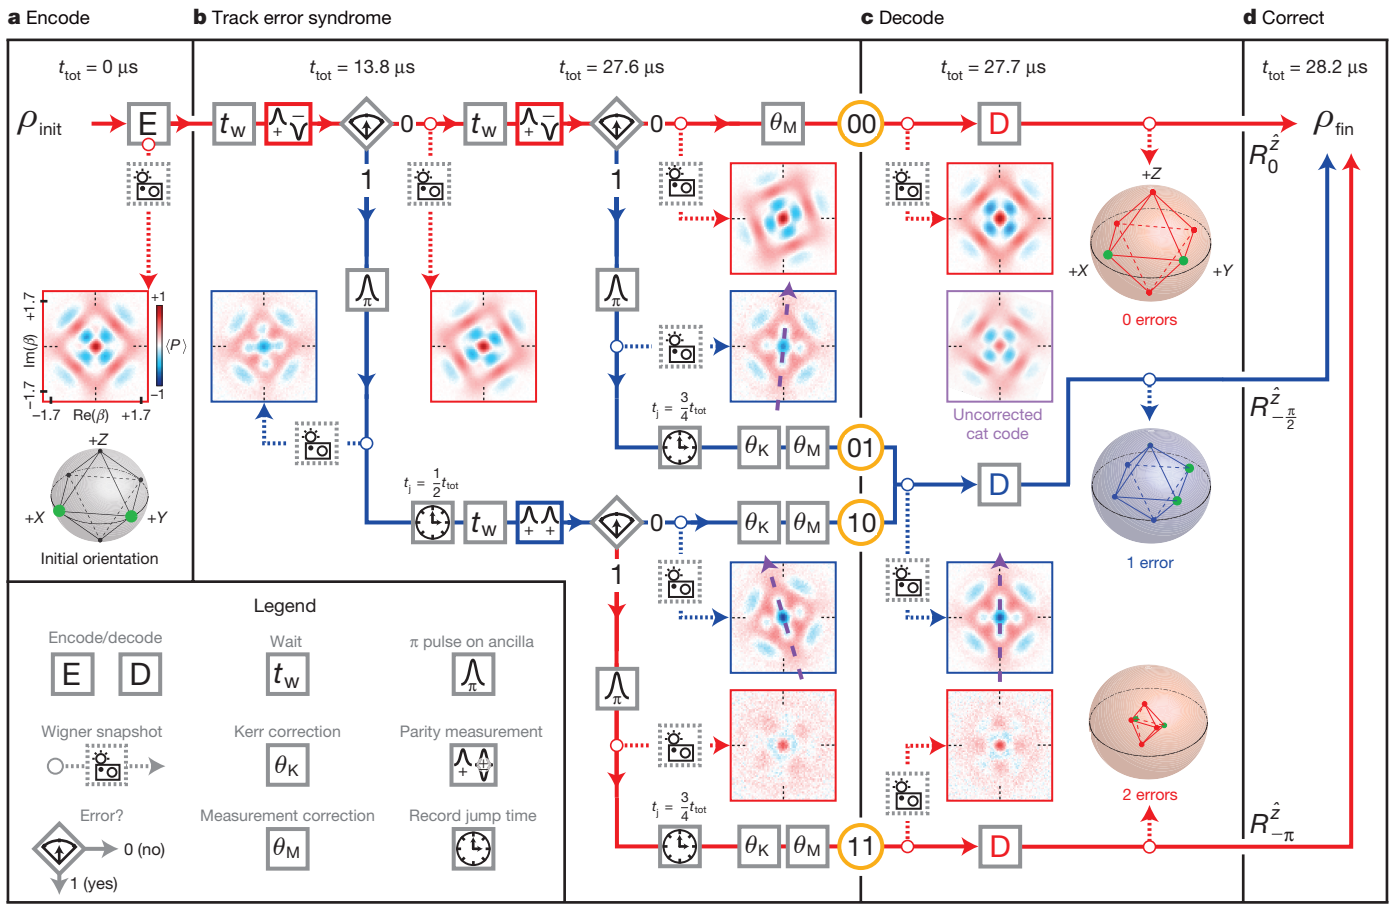 a Encode
b Track error syndrome
c Decode
d Correct
t_tot = 0 μs
t_tot = 13.8 μs
t_tot = 27.6 μs
t_tot = 27.7 μs
t_tot = 28.2 μs
ρ_init
E
t_w
+ −
0
t_w
+ −
0
θ_M
00
D
ρ_fin
R_0^ẑ
1
1
+Z
+X
+Y
0 errors
π
π
+1
⟨P⟩
−1
+1.7
Im(β)
−1.7
−1.7
Re(β)
+1.7
Uncorrected
cat code
R_{−π/2}^ẑ
t_j = 3/4 t_tot
θ_K
θ_M
01
+Z
+X
+Y
Initial orientation
t_j = 1/2 t_tot
t_w
+ +
0
θ_K
θ_M
10
D
1 error
1
π
t_j = 3/4 t_tot
θ_K
θ_M
11
D
2 errors
R_{−π}^ẑ
Legend
Encode/decode
E
D
Wait
t_w
π pulse on ancilla
π
Wigner snapshot
Kerr correction
θ_K
Parity measurement
+ ±
Error?
0 (no)
1 (yes)
Measurement correction
θ_M
Record jump time